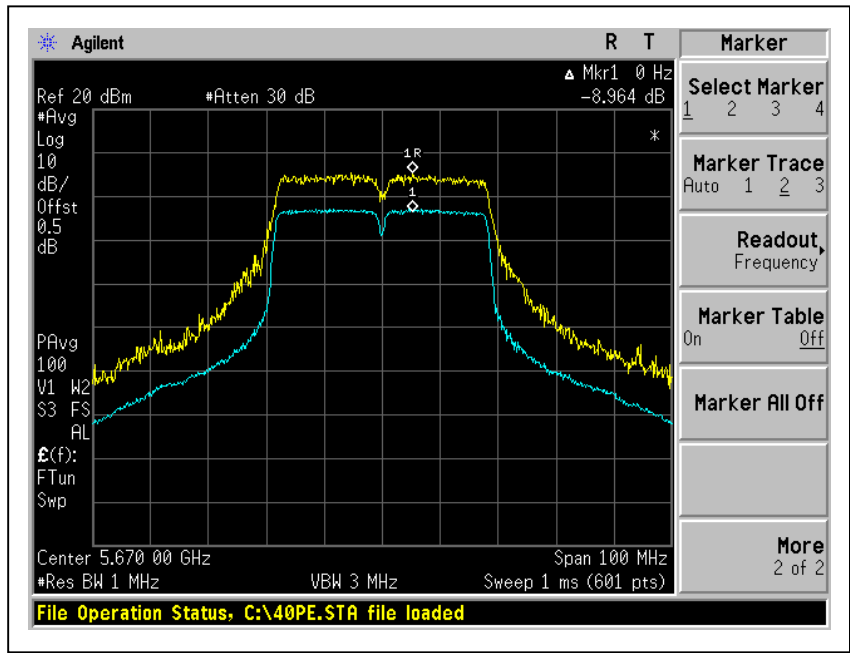 Agilent
R T
Δ Mkr1 0 Hz
Ref 20 dBm #Atten 30 dB -8.964 dB
#Avg
Log
10
dB/
Offst
0.5
dB
*
1R
1
PAvg
100
V1 W2
S3 FS
AL
£(f):
FTun
Swp
Center 5.670 00 GHz Span 100 MHz
#Res BW 1 MHz VBW 3 MHz Sweep 1 ms (601 pts)
File Operation Status, C:\40PE.STA file loaded
Marker
Select Marker
1 2 3 4
Marker Trace
Auto 1 2 3
Readout
Frequency
Marker Table
On Off
Marker All Off
More
2 of 2